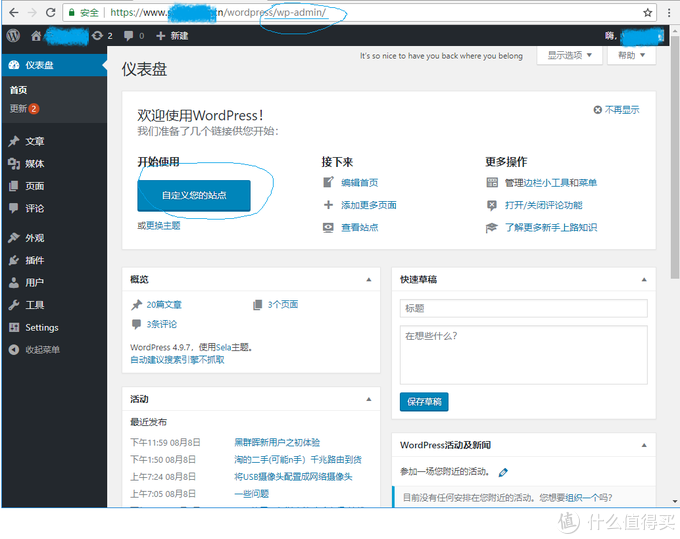 安全 https://www.s n/wordpress/wp-admin/
2 0 新建 嗨,
仪表盘
首页
更新 2
文章
媒体
页面
评论
外观
插件
用户
工具
Settings
收起菜单
It's so nice to have you back where you belong
显示选项 帮助
仪表盘
欢迎使用WordPress!
不再显示
我们准备了几个链接供您开始:
开始使用
自定义您的站点
或更换主题
接下来
编辑首页
添加更多页面
查看站点
更多操作
管理边栏小工具和菜单
打开/关闭评论功能
了解更多新手上路知识
概览
20篇文章 3个页面
3条评论
WordPress 4.9.7,使用Sela主题。
自动建议搜索引擎不抓取
活动
最近发布
下午11:59 08月8日 黑群晖新用户之初体验
下午1:50 08月8日 淘的二手(可能n手)千兆路由到货
上午7:24 08月8日 将USB摄像头配置成网络摄像头
上午7:05 08月8日 一些问题
快速草稿
标题
在想些什么?
保存草稿
WordPress活动及新闻
参加一场您附近的活动。
目前没有任何安排在您附近的活动。您想要组织一个吗?
值 什么值得买